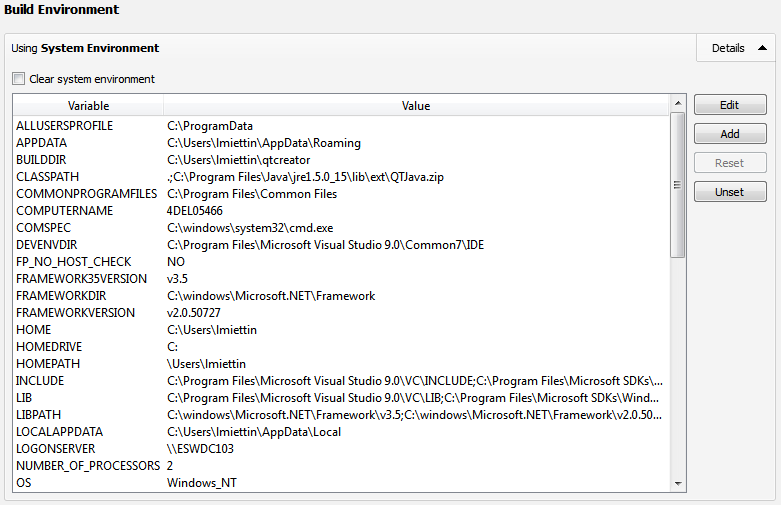 Build Environment
Using System Environment
Details
Clear system environment
Variable Value
Edit
Add
Reset
Unset
ALLUSERSPROFILE C:\ProgramData
APPDATA C:\Users\lmiettin\AppData\Roaming
BUILDDIR C:\Users\lmiettin\qtcreator
CLASSPATH .;C:\Program Files\Java\jre1.5.0_15\lib\ext\QTJava.zip
COMMONPROGRAMFILES C:\Program Files\Common Files
COMPUTERNAME 4DEL05466
COMSPEC C:\windows\system32\cmd.exe
DEVENVDIR C:\Program Files\Microsoft Visual Studio 9.0\Common7\IDE
FP_NO_HOST_CHECK NO
FRAMEWORK35VERSION v3.5
FRAMEWORKDIR C:\windows\Microsoft.NET\Framework
FRAMEWORKVERSION v2.0.50727
HOME C:\Users\lmiettin
HOMEDRIVE C:
HOMEPATH \Users\lmiettin
INCLUDE C:\Program Files\Microsoft Visual Studio 9.0\VC\INCLUDE;C:\Program Files\Microsoft SDKs\...
LIB C:\Program Files\Microsoft Visual Studio 9.0\VC\LIB;C:\Program Files\Microsoft SDKs\Wind...
LIBPATH C:\windows\Microsoft.NET\Framework\v3.5;C:\windows\Microsoft.NET\Framework\v2.0.50...
LOCALAPPDATA C:\Users\lmiettin\AppData\Local
LOGONSERVER \\ESWDC103
NUMBER_OF_PROCESSORS 2
OS Windows_NT